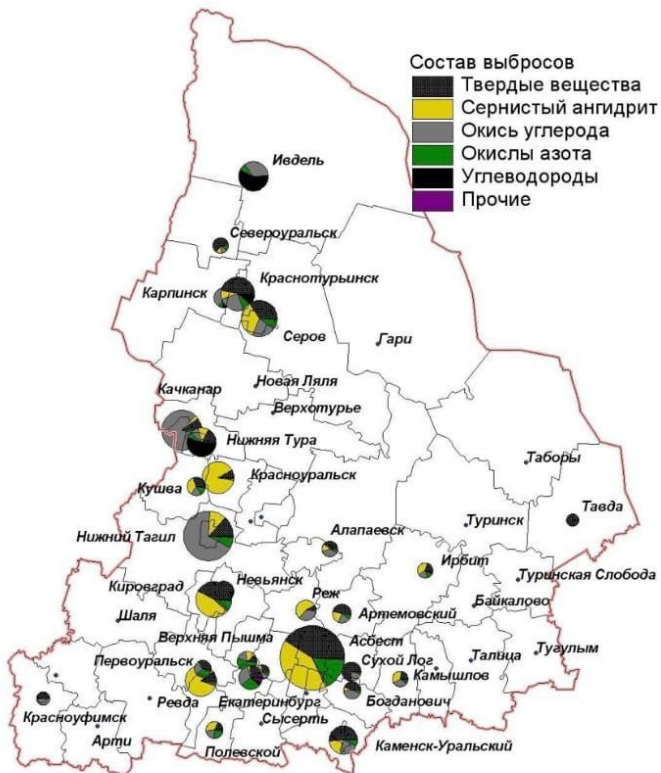 Состав выбросов
Твердые вещества
Сернистый ангидрит
Окись углерода
Окислы азота
Углеводороды
Прочие
Ивдель
Североуральск
Краснотурьинск
Карпинск
Серов
Гари
Новая Ляля
Качканар
Верхотурье
Нижняя Тура
Таборы
Красноуральск
Кушва
Тавда
Туринск
Нижний Тагил
Алапаевск
Ирбит
Туринская Слобода
Кировград
Невьянск
Реж
Байкалово
Артемовский
Шаля
Верхняя Пышма
Асбест
Тугулым
Талица
Сухой Лог
Первоуральск
Камышлов
Екатеринбург
Богданович
Ревда
Красноуфимск
Сысерть
Арти
Полевской
Каменск-Уральский